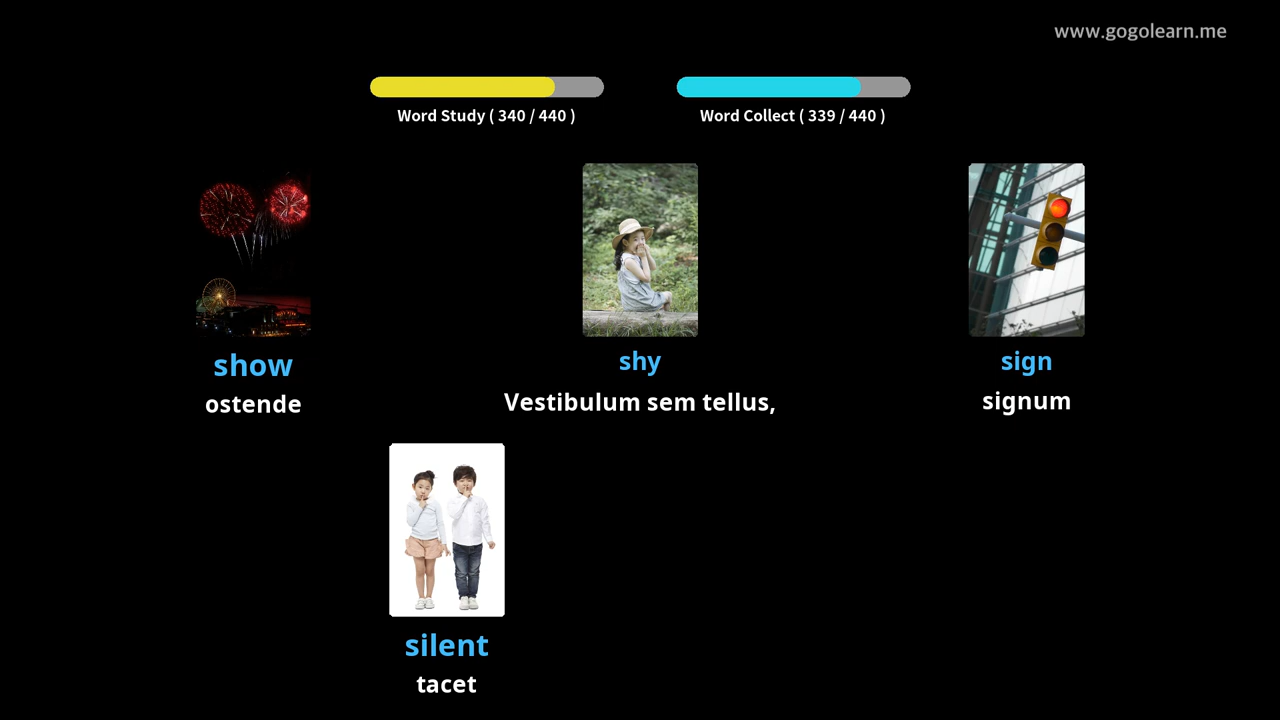 www.gogolearn.me
Word Study ( 340 / 440 )
Word Collect ( 339 / 440 )
show
ostende
shy
Vestibulum sem tellus,
sign
signum
silent
tacet